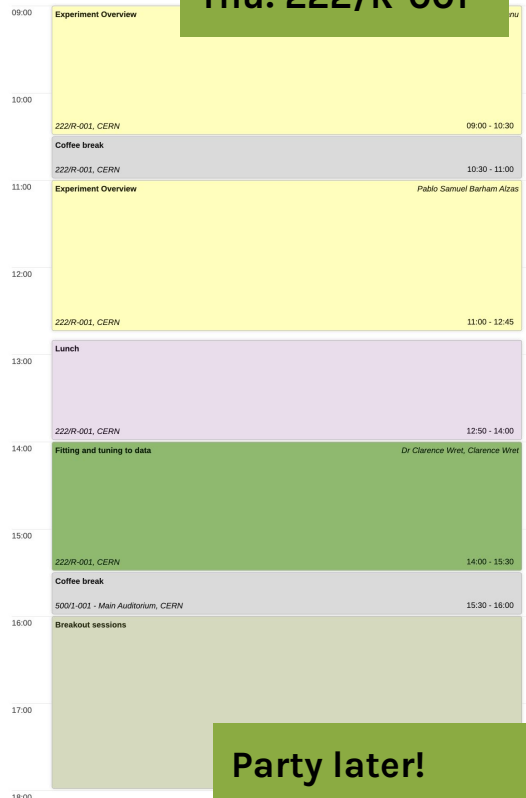 Thu: 222/R-001
09:00
Experiment Overview
222/R-001, CERN 09:00 - 10:30
10:00
Coffee break
222/R-001, CERN 10:30 - 11:00
11:00
Experiment Overview Pablo Samuel Barham Alzas
12:00
222/R-001, CERN 11:00 - 12:45
Lunch
13:00
222/R-001, CERN 12:50 - 14:00
14:00
Fitting and tuning to data Dr Clarence Wret, Clarence Wret
15:00
222/R-001, CERN 14:00 - 15:30
Coffee break
500/1-001 - Main Auditorium, CERN 15:30 - 16:00
16:00
Breakout sessions
17:00
Party later!
18:00